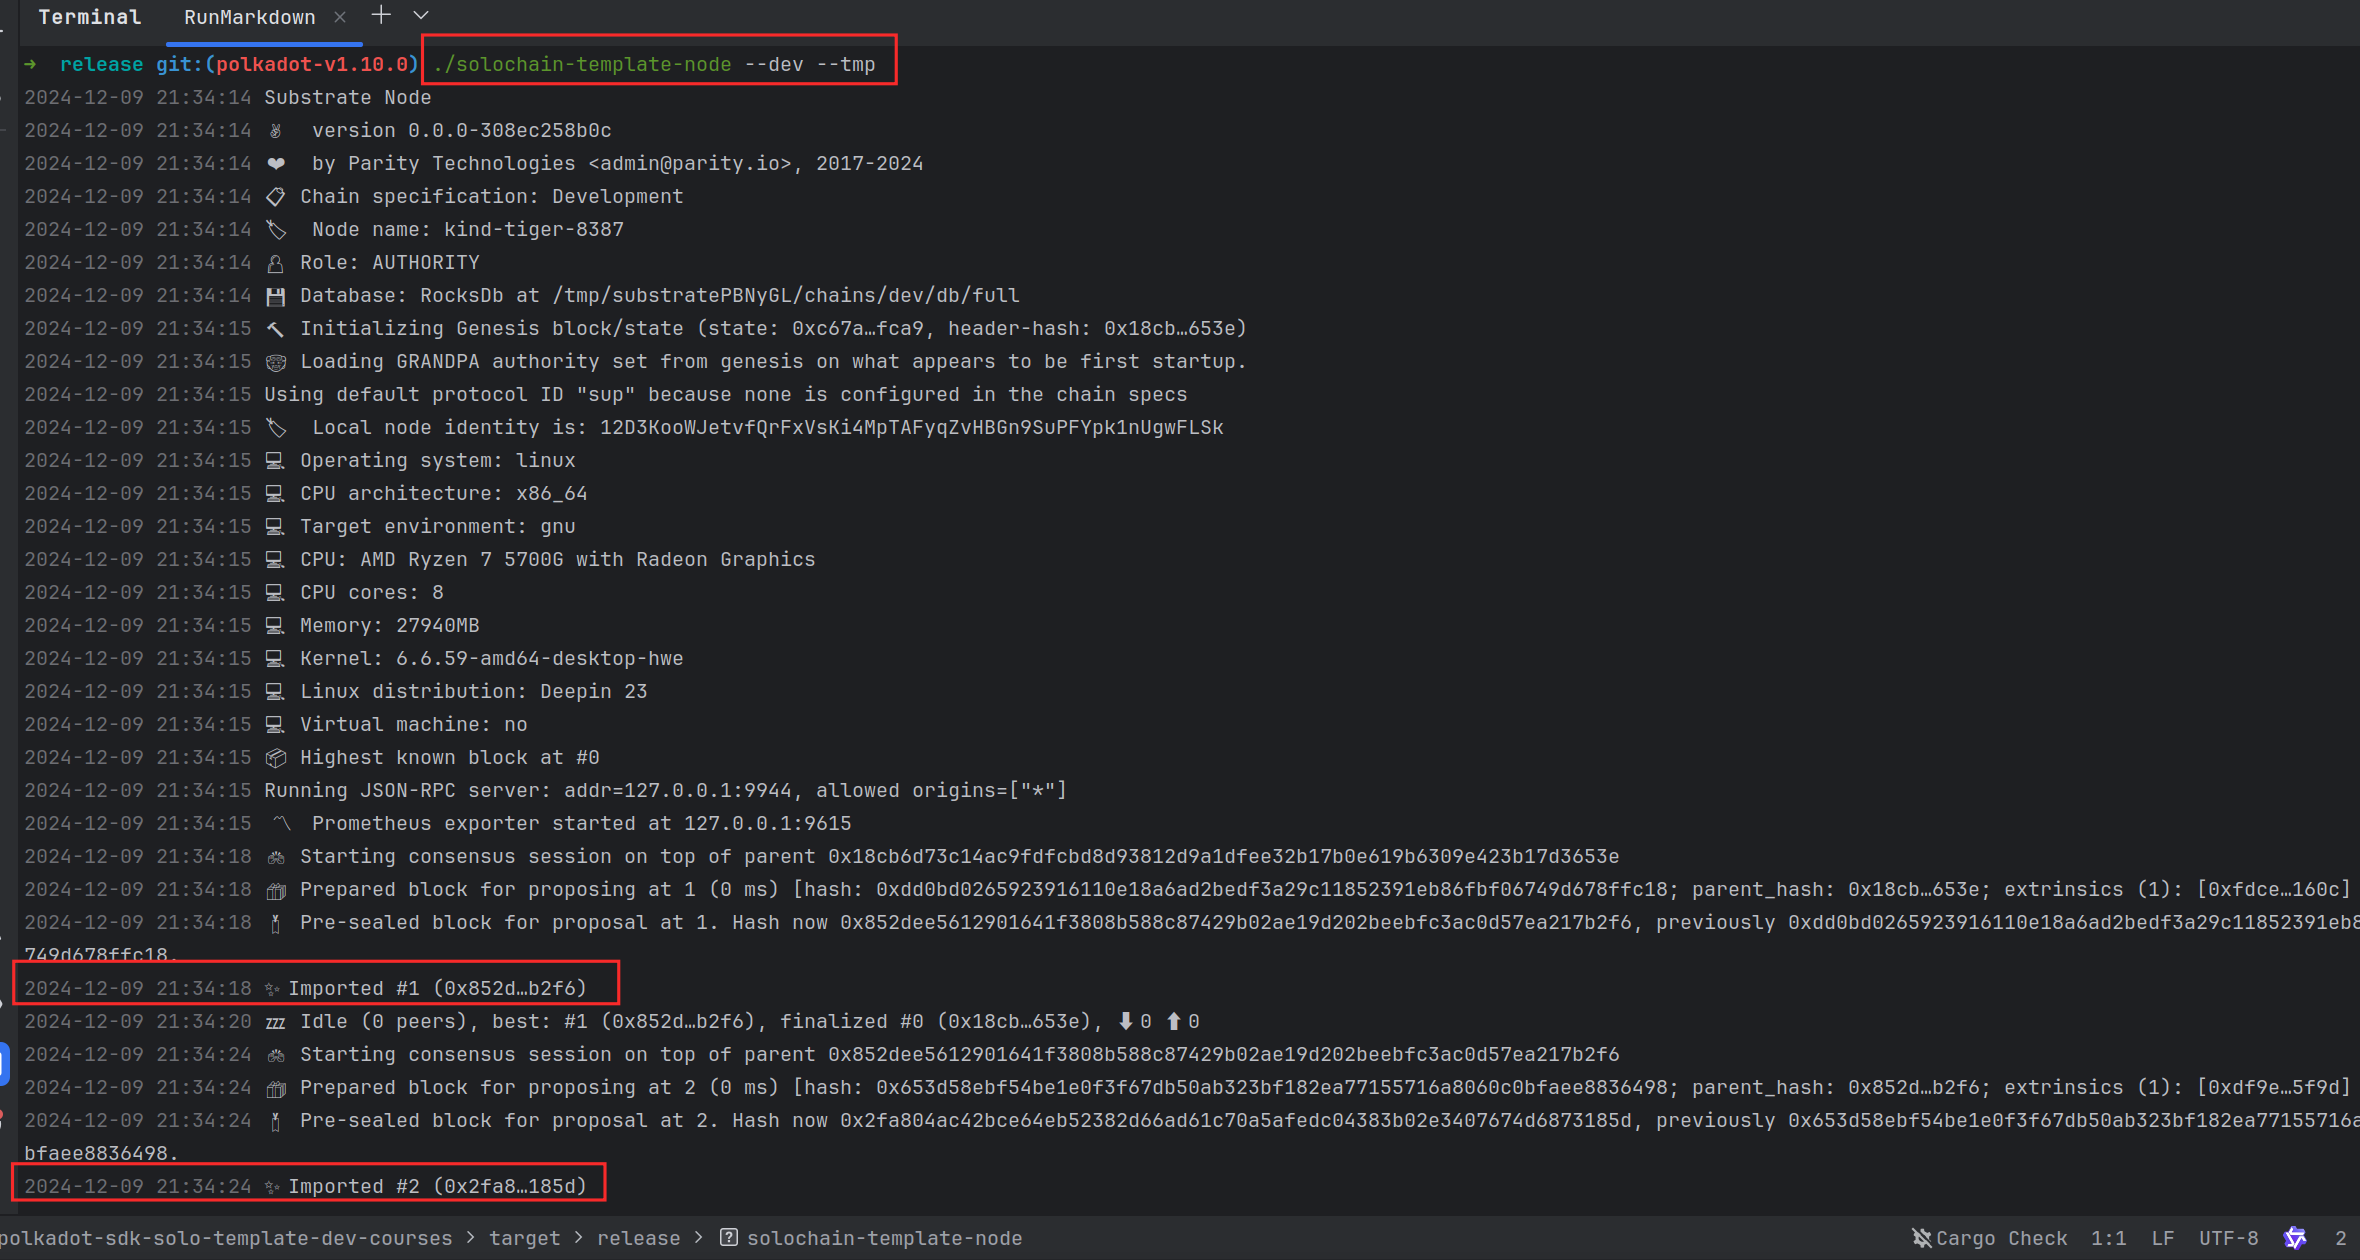 Terminal RunMarkdown
→ release git:(polkadot-v1.10.0) ./solochain-template-node --dev --tmp
2024-12-09 21:34:14 Substrate Node
2024-12-09 21:34:14 ✌️ version 0.0.0-308ec258b0c
2024-12-09 21:34:14 ❤️ by Parity Technologies <admin@parity.io>, 2017-2024
2024-12-09 21:34:14 📋 Chain specification: Development
2024-12-09 21:34:14 🏷 Node name: kind-tiger-8387
2024-12-09 21:34:14 👤 Role: AUTHORITY
2024-12-09 21:34:14 💾 Database: RocksDb at /tmp/substratePBNyGL/chains/dev/db/full
2024-12-09 21:34:15 🔨 Initializing Genesis block/state (state: 0xc67a…fca9, header-hash: 0x18cb…653e)
2024-12-09 21:34:15 👴 Loading GRANDPA authority set from genesis on what appears to be first startup.
2024-12-09 21:34:15 Using default protocol ID "sup" because none is configured in the chain specs
2024-12-09 21:34:15 🏷 Local node identity is: 12D3KooWJetvfQrFxVsKi4MpTAFyqZvHBGn9SuPFYpk1nUgwFLSk
2024-12-09 21:34:15 💻 Operating system: linux
2024-12-09 21:34:15 💻 CPU architecture: x86_64
2024-12-09 21:34:15 💻 Target environment: gnu
2024-12-09 21:34:15 💻 CPU: AMD Ryzen 7 5700G with Radeon Graphics
2024-12-09 21:34:15 💻 CPU cores: 8
2024-12-09 21:34:15 💻 Memory: 27940MB
2024-12-09 21:34:15 💻 Kernel: 6.6.59-amd64-desktop-hwe
2024-12-09 21:34:15 💻 Linux distribution: Deepin 23
2024-12-09 21:34:15 💻 Virtual machine: no
2024-12-09 21:34:15 📦 Highest known block at #0
2024-12-09 21:34:15 Running JSON-RPC server: addr=127.0.0.1:9944, allowed origins=["*"]
2024-12-09 21:34:15 〽️ Prometheus exporter started at 127.0.0.1:9615
2024-12-09 21:34:18 🙌 Starting consensus session on top of parent 0x18cb6d73c14ac9fdfcbd8d93812d9a1dfee32b17b0e619b6309e423b17d3653e
2024-12-09 21:34:18 🎁 Prepared block for proposing at 1 (0 ms) [hash: 0xdd0bd0265923916110e18a6ad2bedf3a29c11852391eb86fbf06749d678ffc18; parent_hash: 0x18cb…653e; extrinsics (1): [0xfdce…160c]
2024-12-09 21:34:18 🔖 Pre-sealed block for proposal at 1. Hash now 0x852dee5612901641f3808b588c87429b02ae19d202beebfc3ac0d57ea217b2f6, previously 0xdd0bd0265923916110e18a6ad2bedf3a29c11852391eb8
749d678ffc18.
2024-12-09 21:34:18 ✨ Imported #1 (0x852d…b2f6)
2024-12-09 21:34:20 💤 Idle (0 peers), best: #1 (0x852d…b2f6), finalized #0 (0x18cb…653e), ⬇ 0 ⬆ 0
2024-12-09 21:34:24 🙌 Starting consensus session on top of parent 0x852dee5612901641f3808b588c87429b02ae19d202beebfc3ac0d57ea217b2f6
2024-12-09 21:34:24 🎁 Prepared block for proposing at 2 (0 ms) [hash: 0x653d58ebf54be1e0f3f67db50ab323bf182ea77155716a8060c0bfaee8836498; parent_hash: 0x852d…b2f6; extrinsics (1): [0xdf9e…5f9d]
2024-12-09 21:34:24 🔖 Pre-sealed block for proposal at 2. Hash now 0x2fa804ac42bce64eb52382d66ad61c70a5afedc04383b02e3407674d6873185d, previously 0x653d58ebf54be1e0f3f67db50ab323bf182ea77155716a
bfaee8836498.
2024-12-09 21:34:24 ✨ Imported #2 (0x2fa8…185d)
polkadot-sdk-solo-template-dev-courses > target > release > solochain-template-node Cargo Check 1:1 LF UTF-8 2